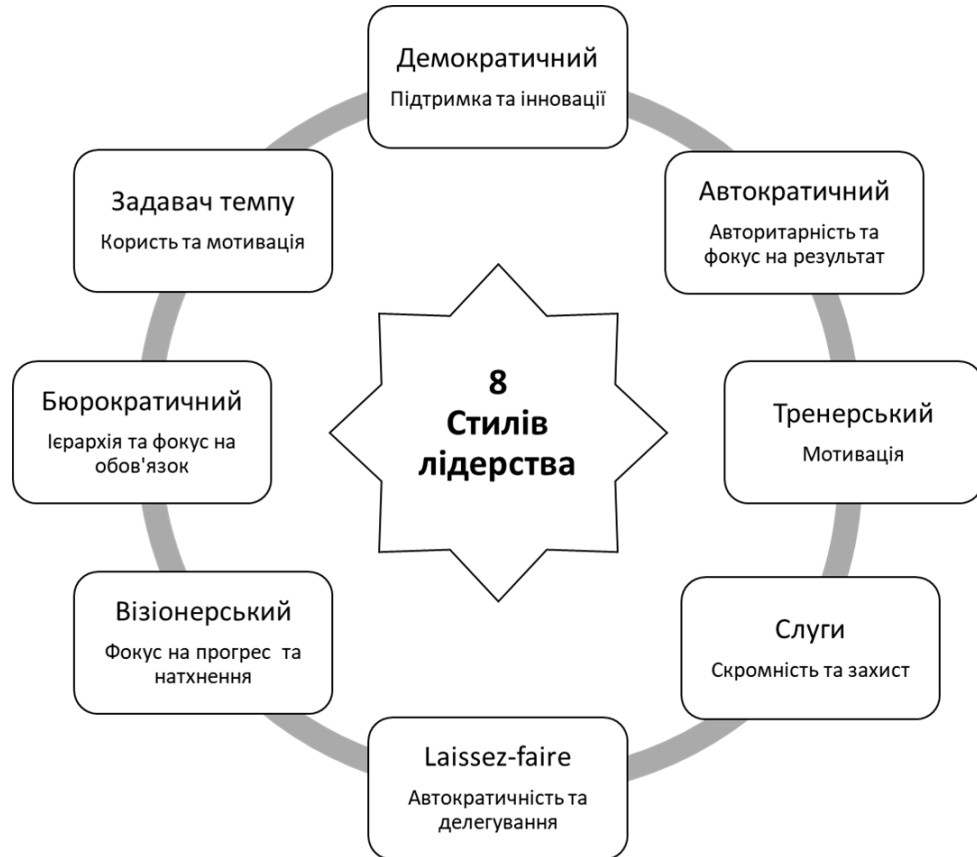 Демократичний
Підтримка та інновації
Автократичний
Авторитарність та
фокус на результат
Тренерський
Мотивація
Слуги
Скромність та захист
Laissez-faire
Автократичність та
делегування
Візіонерський
Фокус на прогрес та
натхнення
Бюрократичний
Ієрархія та фокус на
обов'язок
Задавач темпу
Користь та мотивація
8
Стилів
лідерства